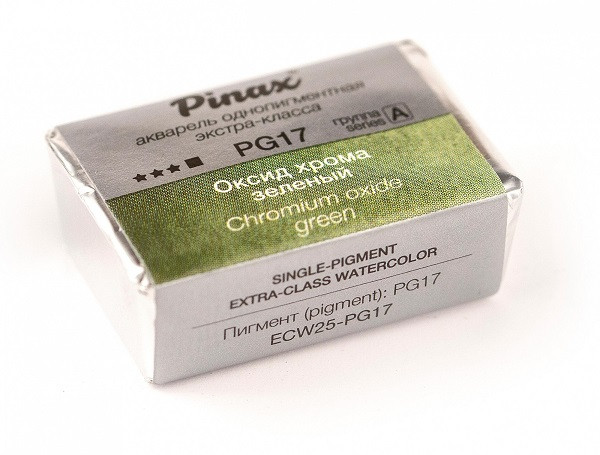 Pinax
акварель однопигментная
экстра-класса
PG17
группа
series A
Оксид хрома
зеленый
Chromium oxide
green
SINGLE-PIGMENT
EXTRA-CLASS WATERCOLOR
Пигмент (pigment): PG17
ECW25-PG17